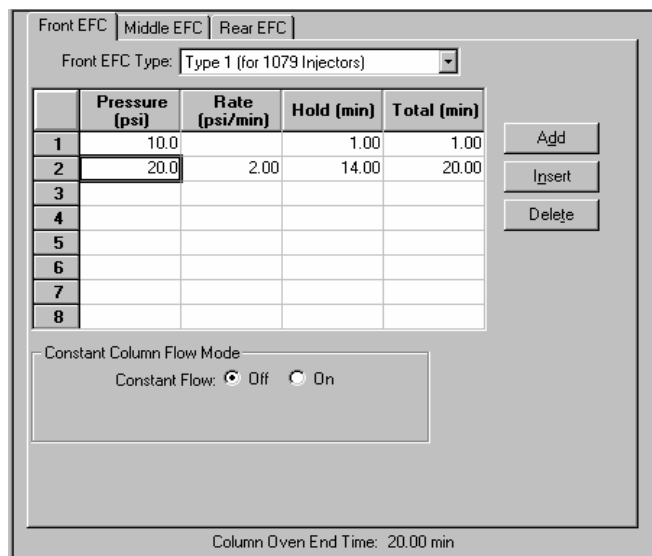 Front EFC Middle EFC Rear EFC
Front EFC Type: Type 1 (for 1079 Injectors)
Pressure (psi) Rate (psi/min) Hold (min) Total (min)
1 10.0 1.00 1.00
2 20.0 2.00 14.00 20.00
3
4
5
6
7
8
Add
Insert
Delete
Constant Column Flow Mode
Constant Flow: Off On
Column Oven End Time: 20.00 min